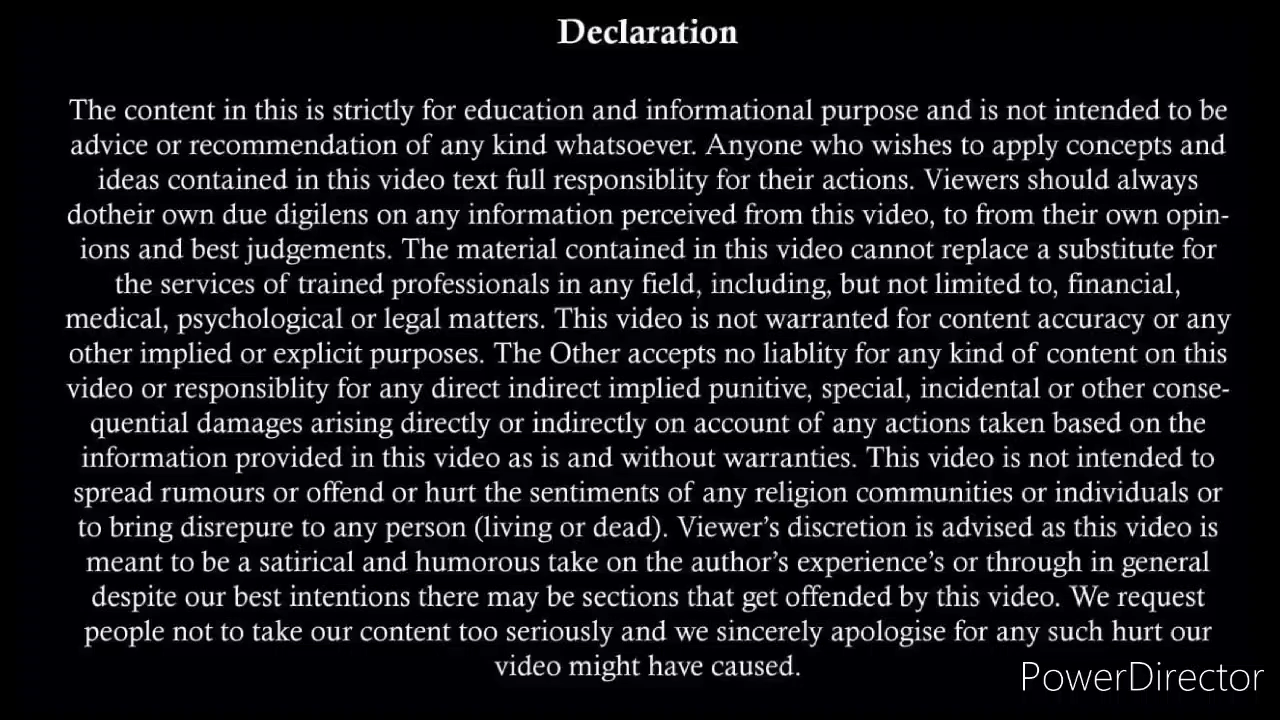 Declaration
The content in this is strictly for education and informational purpose and is not intended to be
advice or recommendation of any kind whatsoever. Anyone who wishes to apply concepts and
ideas contained in this video text full responsiblity for their actions. Viewers should always
dotheir own due digilens on any information perceived from this video, to from their own opin-
ions and best judgements. The material contained in this video cannot replace a substitute for
the services of trained professionals in any field, including, but not limited to, financial,
medical, psychological or legal matters. This video is not warranted for content accuracy or any
other implied or explicit purposes. The Other accepts no liablity for any kind of content on this
video or responsiblity for any direct indirect implied punitive, special, incidental or other conse-
quential damages arising directly or indirectly on account of any actions taken based on the
information provided in this video as is and without warranties. This video is not intended to
spread rumours or offend or hurt the sentiments of any religion communities or individuals or
to bring disrepure to any person (living or dead). Viewer's discretion is advised as this video is
meant to be a satirical and humorous take on the author's experience's or through in general
despite our best intentions there may be sections that get offended by this video. We request
people not to take our content too seriously and we sincerely apologise for any such hurt our
video might have caused.
PowerDirector